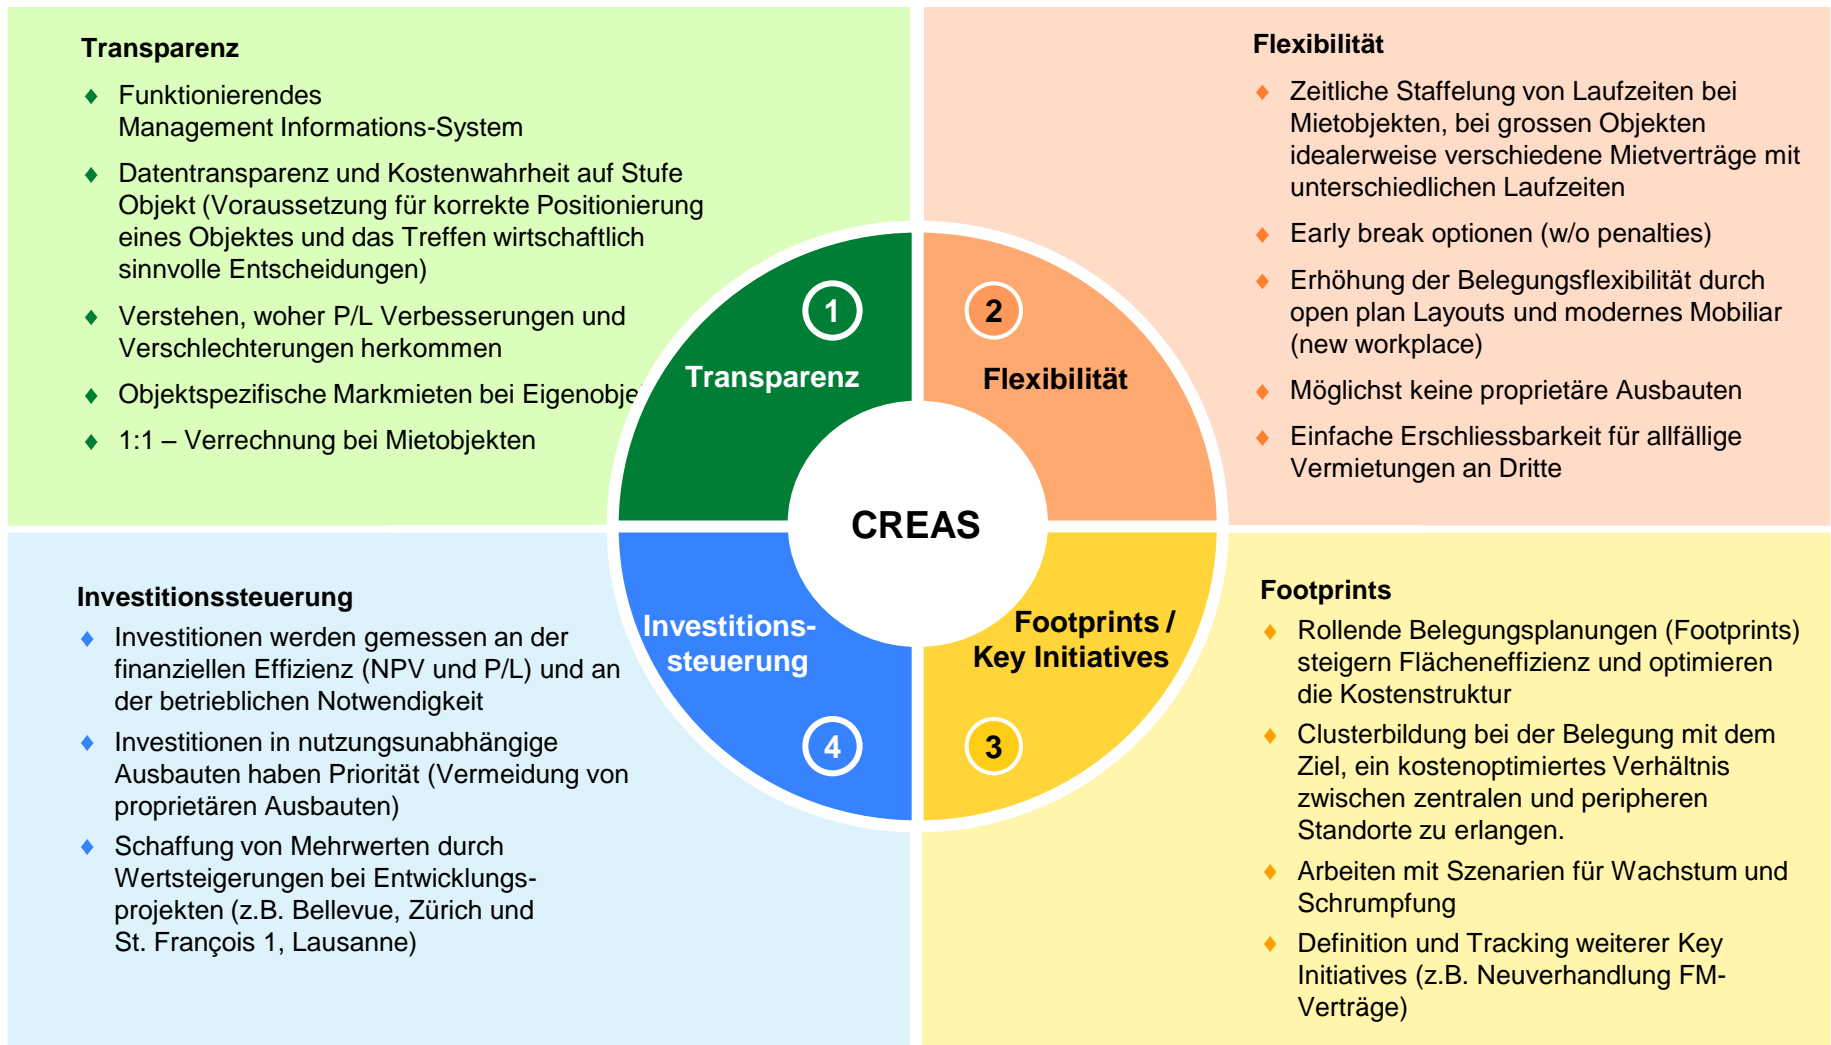 Transparenz
Funktionierendes
Management Informations-System
Datentransparenz und Kostenwahrheit auf Stufe
Objekt (Voraussetzung für korrekte Positionierung
eines Objektes und das Treffen wirtschaftlich
sinnvolle Entscheidungen)
Verstehen, woher P/L Verbesserungen und
Verschlechterungen herkommen
Objektspezifische Markmieten bei
1:1 – Verrechnung bei Mietobjekten
Flexibilität
Zeitliche Staffelung von Laufzeiten bei
Mietobjekten, bei grossen Objekten
idealerweise verschiedene Mietverträge mit
unterschiedlichen Laufzeiten
Early break optionen (w/o penalties)
Erhöhung der Belegungsflexibilität durch
open plan Layouts und modernes Mobiliar
(new workplace)
Möglichst keine proprietäre Ausbauten
Einfache Erschliessbarkeit für allfällige
Vermietungen an Dritte
1
Transparenz
2
Flexibilität
CREAS
Investitions-
steuerung
4
Footprints /
Key Initiatives
3
Investitionssteuerung
Investitionen werden gemessen an der
finanziellen Effizienz (NPV und P/L) und an
der betrieblichen Notwendigkeit
Investitionen in nutzungsunabhängige
Ausbauten haben Priorität (Vermeidung von
proprietären Ausbauten)
Schaffung von Mehrwerten durch
Wertsteigerungen bei Entwicklungs-
projekten (z.B. Bellevue, Zürich und
St. François 1, Lausanne)
Footprints
Rollende Belegungsplanungen (Footprints)
steigern Flächeneffizienz und optimieren
die Kostenstruktur
Clusterbildung bei der Belegung mit dem
Ziel, ein kostenoptimiertes Verhältnis
zwischen zentralen und peripheren
Standorte zu erlangen.
Arbeiten mit Szenarien für Wachstum und
Schrumpfung
Definition und Tracking weiterer Key
Initiatives (z.B. Neuverhandlung FM-
Verträge)